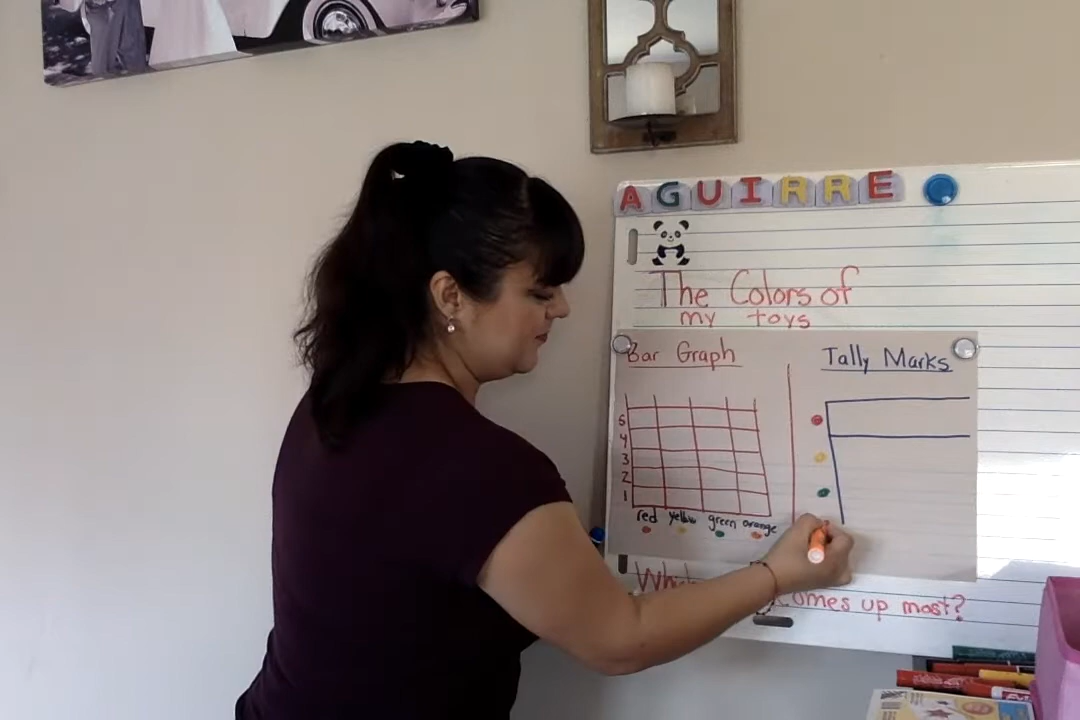 AGUIRRE
The Colors of
my toys
Bar Graph
Tally Marks
5
4
3
2
1
red yellow green orange
comes up most?